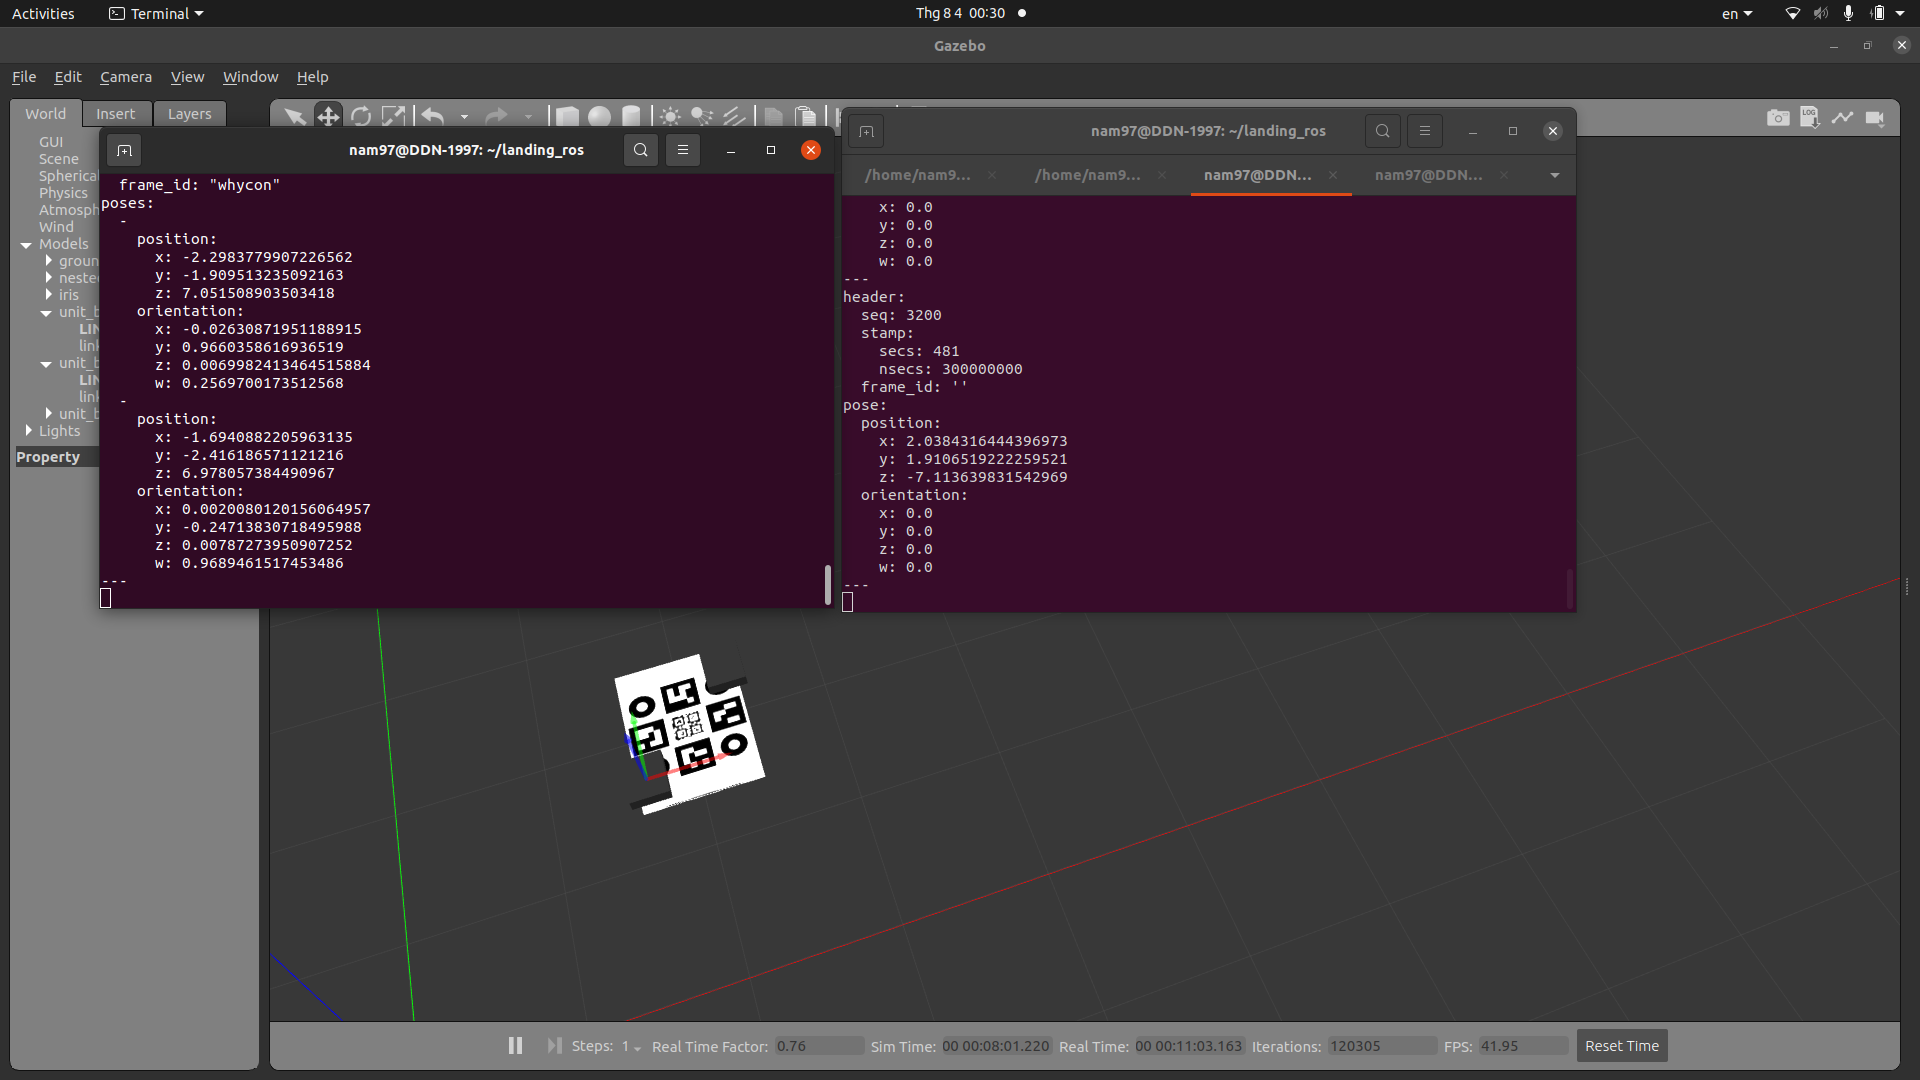 Activities
Terminal
Thg 8 4 00:30
en
Gazebo
File Edit Camera View Window Help
World Insert Layers
GUI
Scene
Spherica
Physics
Atmosph
Wind
Models
groun
neste
iris
unit_b
LIN
link
unit_b
LIN
link
unit_b
Lights
Property
nam97@DDN-1997: ~/landing_ros
frame_id: "whycon"
poses:
-
position:
x: -2.2983779907226562
y: -1.909513235092163
z: 7.051508903503418
orientation:
x: -0.02630871951188915
y: 0.9660358616936519
z: 0.0069982413464515884
w: 0.2569700173512568
-
position:
x: -1.6940882205963135
y: -2.416186571121216
z: 6.978057384490967
orientation:
x: 0.0020080120156064957
y: -0.24713830718495988
z: 0.00787273950907252
w: 0.9689461517453486
---
nam97@DDN-1997: ~/landing_ros
/home/nam9... /home/nam9... nam97@DDN... nam97@DDN...
x: 0.0
y: 0.0
z: 0.0
w: 0.0
---
header:
seq: 3200
stamp:
secs: 481
nsecs: 300000000
frame_id: ''
pose:
position:
x: 2.0384316444396973
y: 1.9106519222259521
z: -7.113639831542969
orientation:
x: 0.0
y: 0.0
z: 0.0
w: 0.0
---
LOG
Steps: 1 Real Time Factor: 0.76 Sim Time: 00 00:08:01.220 Real Time: 00 00:11:03.163 Iterations: 120305 FPS: 41.95 Reset Time